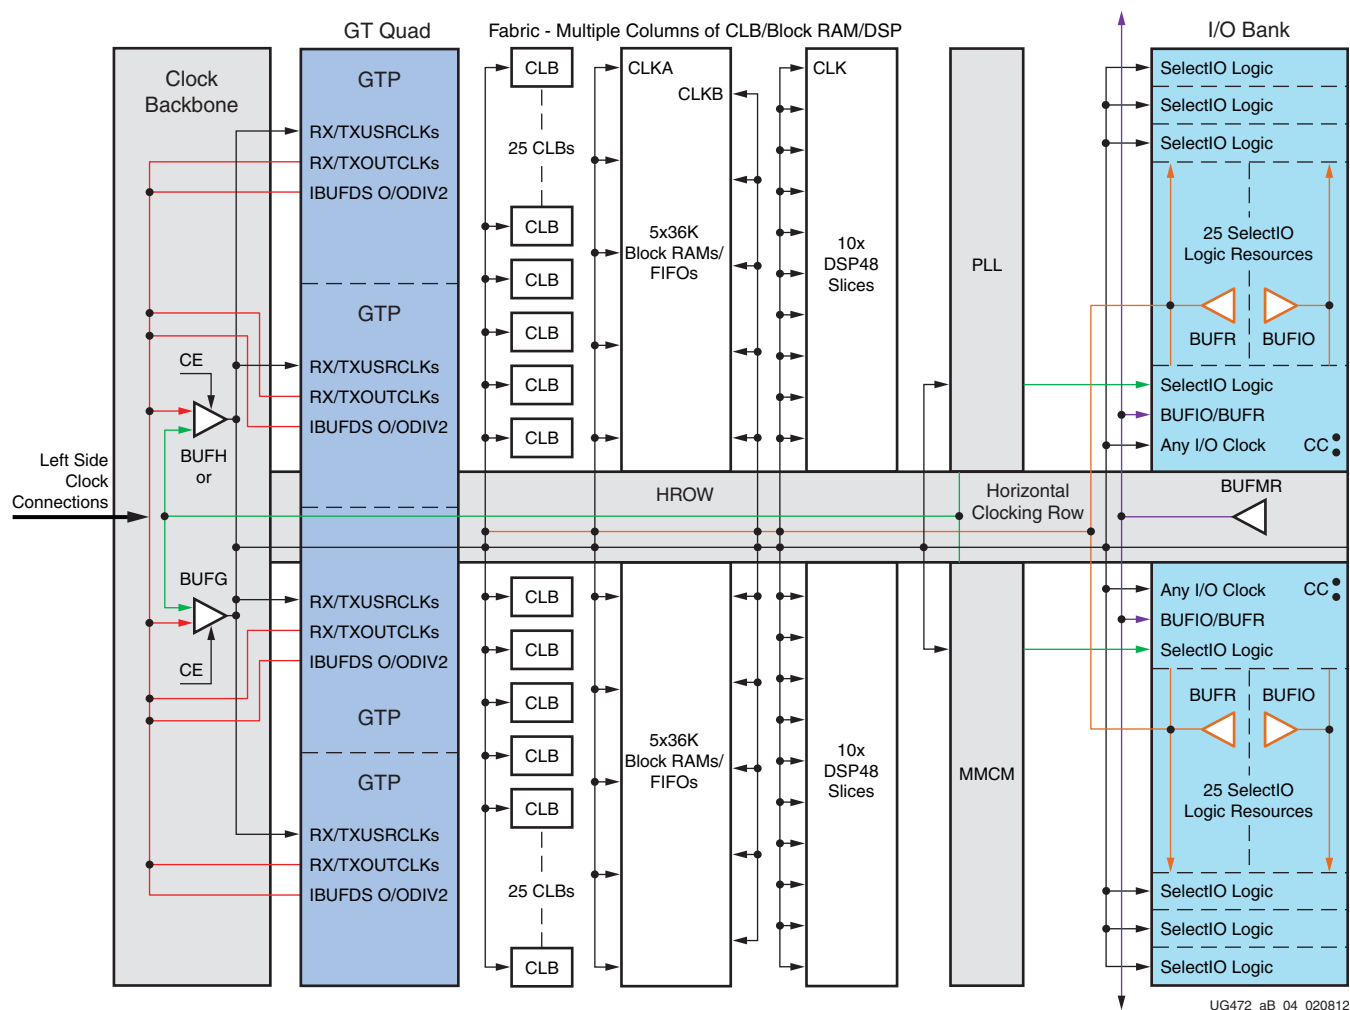 GT Quad
Fabric - Multiple Columns of CLB/Block RAM/DSP
I/O Bank
Clock
Backbone
GTP
RX/TXUSRCLKs
RX/TXOUTCLKs
IBUFDS O/ODIV2
GTP
RX/TXUSRCLKs
RX/TXOUTCLKs
IBUFDS O/ODIV2
CE
BUFH
or
Left Side
Clock
Connections
BUFG
CE
RX/TXUSRCLKs
RX/TXOUTCLKs
IBUFDS O/ODIV2
GTP
GTP
RX/TXUSRCLKs
RX/TXOUTCLKs
IBUFDS O/ODIV2
CLB
25 CLBs
CLB
CLB
CLB
CLB
CLB
CLKA
CLKB
5x36K
Block RAMs/
FIFOs
CLK
10x
DSP48
Slices
PLL
HROW
Horizontal
Clocking Row
BUFMR
CLB
CLB
CLB
CLB
CLB
25 CLBs
CLB
5x36K
Block RAMs/
FIFOs
10x
DSP48
Slices
MMCM
SelectIO Logic
SelectIO Logic
SelectIO Logic
25 SelectIO
Logic Resources
BUFR
BUFIO
SelectIO Logic
BUFIO/BUFR
Any I/O Clock
CC
Any I/O Clock
CC
BUFIO/BUFR
SelectIO Logic
BUFR
BUFIO
25 SelectIO
Logic Resources
SelectIO Logic
SelectIO Logic
SelectIO Logic
UG472_aB_04_020812